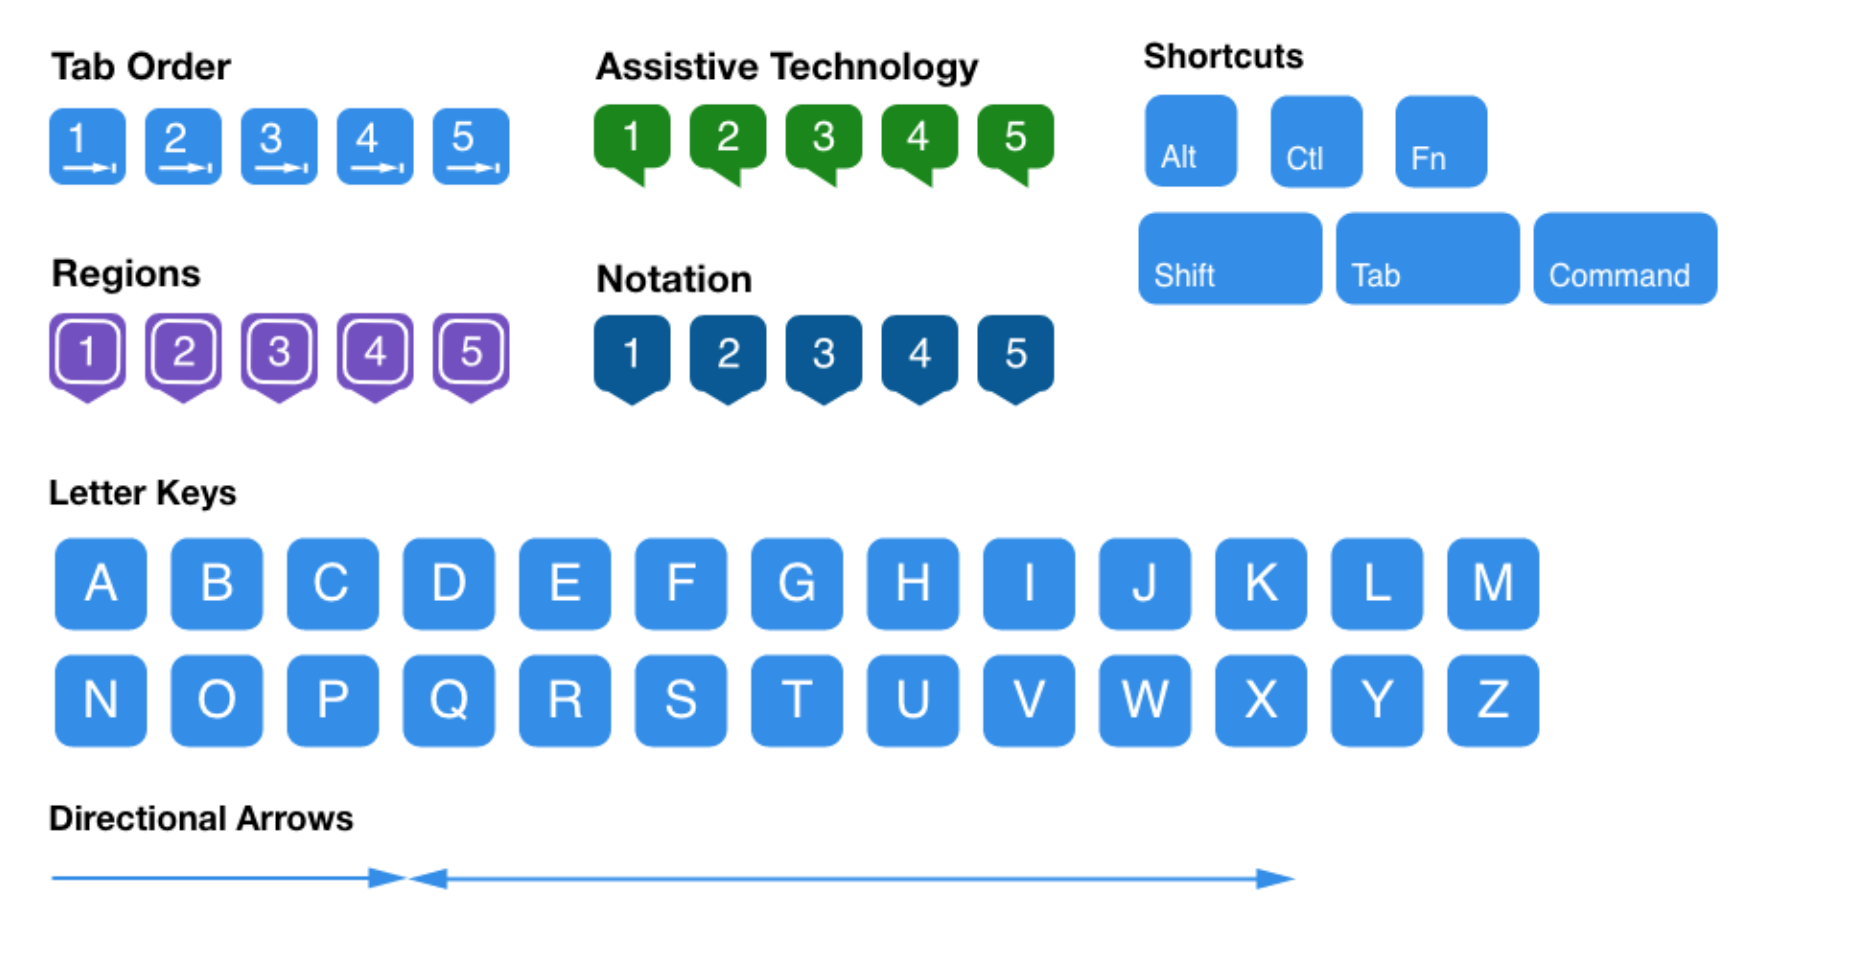 Tab Order
1 2 3 4 5
Assistive Technology
1 2 3 4 5
Shortcuts
Alt Ctl Fn
Shift Tab Command
Regions
1 2 3 4 5
Notation
1 2 3 4 5
Letter Keys
A B C D E F G H I J K L M
N O P Q R S T U V W X Y Z
Directional Arrows